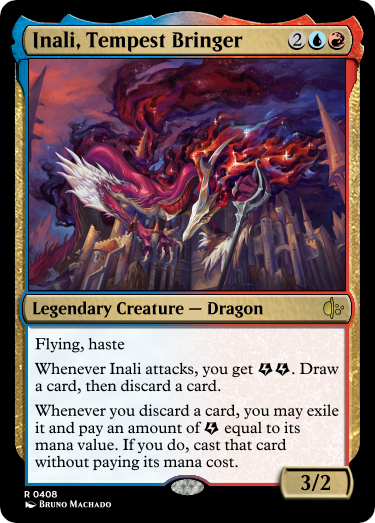 Inali, Tempest Bringer 2
Legendary Creature — Dragon
Flying, haste
Whenever Inali attacks, you get . Draw
a card, then discard a card.
Whenever you discard a card, you may exile
it and pay an amount of equal to its
mana value. If you do, cast that card
without paying its mana cost.
3/2
R 0408
Bruno Machado